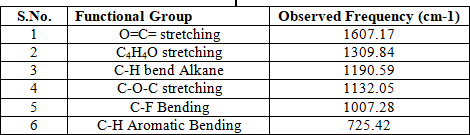 S.No. Functional Group Observed Frequency (cm-1)
1 O=C= stretching 1607.17
2 C₄H₄O stretching 1309.84
3 C-H bend Alkane 1190.59
4 C-O-C stretching 1132.05
5 C-F Bending 1007.28
6 C-H Aromatic Bending 725.42